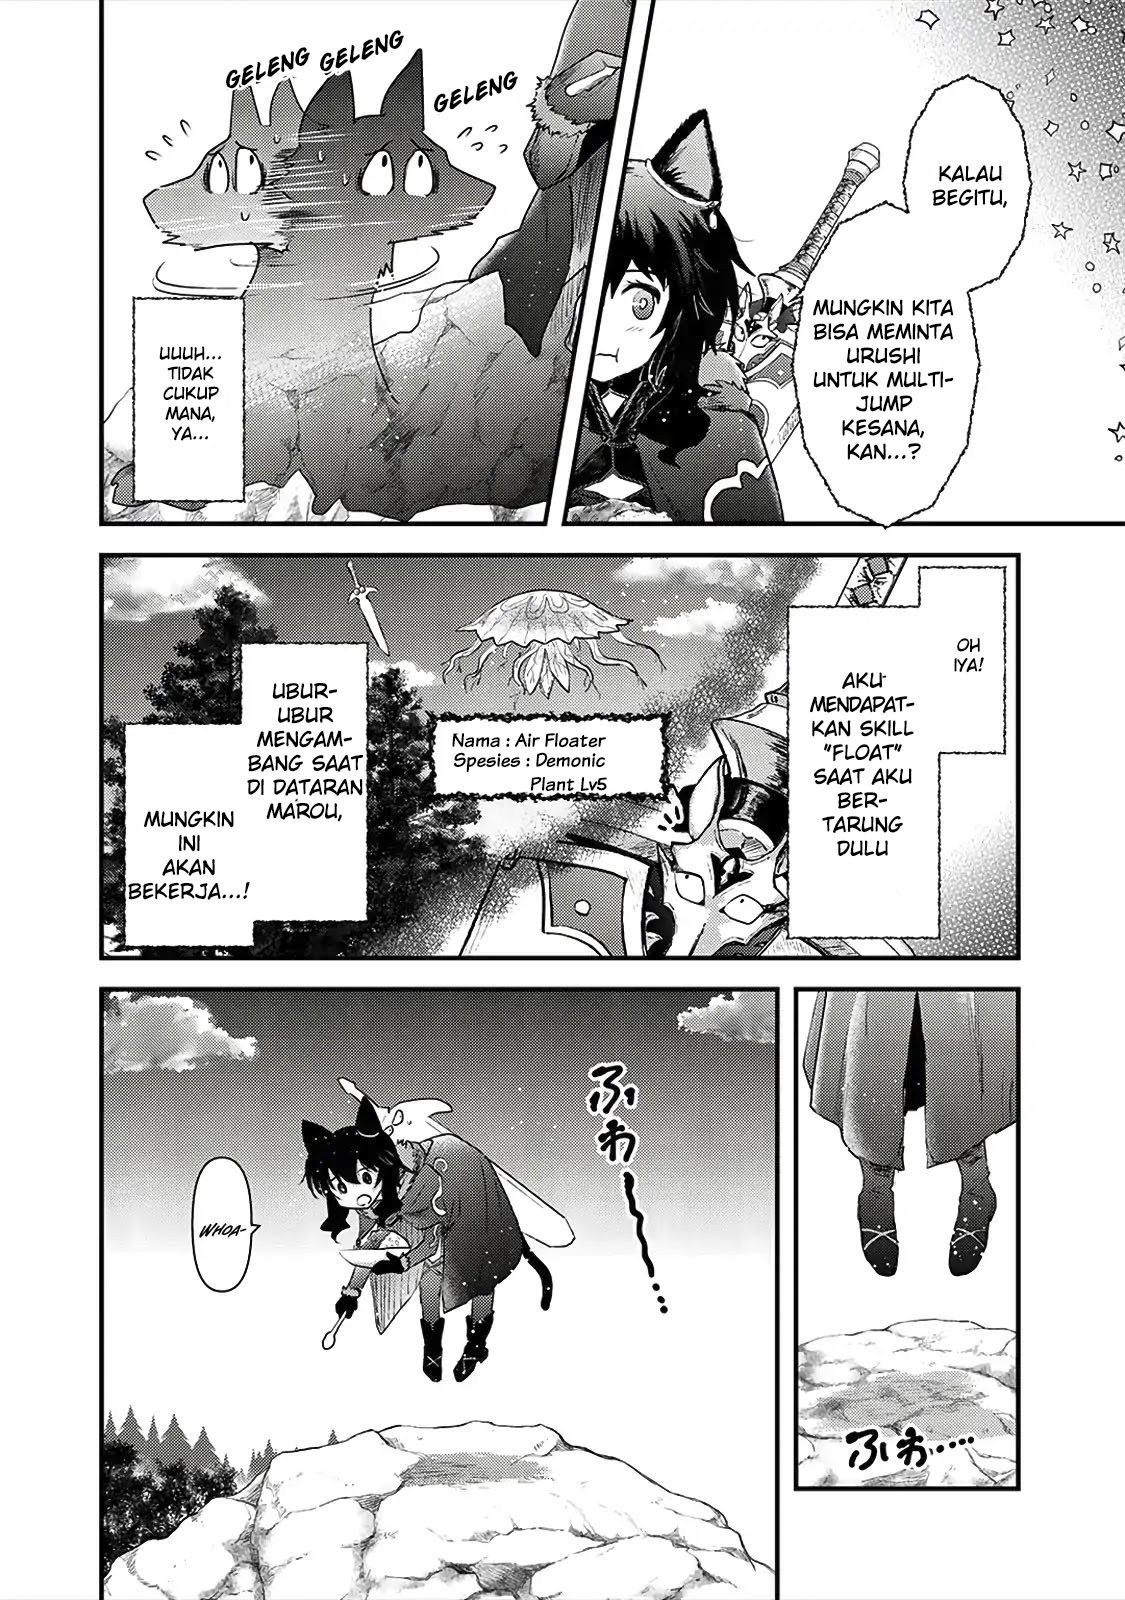 KALAU
BEGITU,
MUNGKIN KITA
BISA MEMINTA
URUSHI
UNTUK MULTI-
JUMP
KESANA,
KAN...?
GELENG
GELENG
GELENG
UUUH...
TIDAK
CUKUP
MANA,
YA...
OH
IYA!
AKU
MENDAPAT-
KAN SKILL
"FLOAT"
SAAT AKU
BER-
TARUNG
DULU
Nama : Air Floater
Spesies : Demonic
Plant Lv5
UBUR-
UBUR
MENGAM-
BANG SAAT
DI DATARAN
MAROU,
MUNGKIN
INI
AKAN
BEKERJA...!
ふわ……
ふわ……
WHOA-